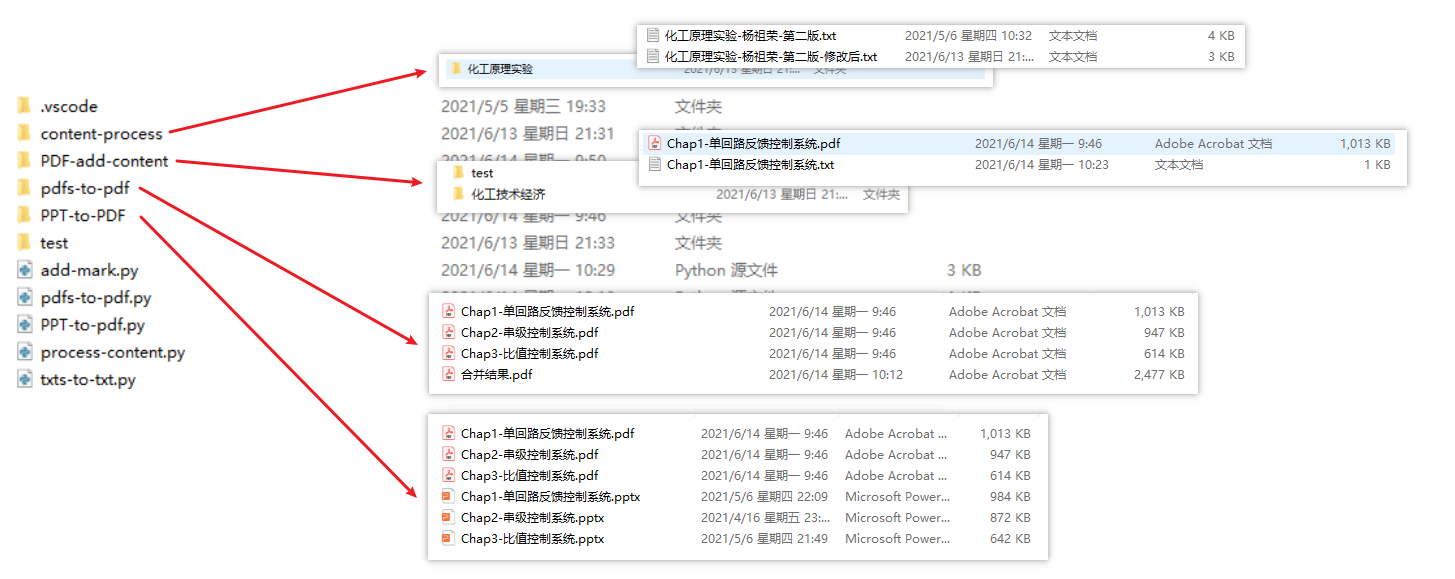 化工原理实验-杨祖荣-第二版.txt 2021/5/6 星期四 10:32 文本文档 4 KB
化工原理实验-杨祖荣-第二版-修改后.txt 2021/6/13 星期日 21:... 文本文档 3 KB
化工原理实验 2021/6/13 星期日 21:... 文件夹
.vscode 2021/5/5 星期三 19:33 文件夹
content-process 2021/6/13 星期日 21:31
Chap1-单回路反馈控制系统.pdf 2021/6/14 星期一 9:46 Adobe Acrobat 文档 1,013 KB
PDF-add-content
Chap1-单回路反馈控制系统.txt 2021/6/14 星期一 10:23 文本文档 1 KB
test
pdfs-to-pdf
化工技术经济 2021/6/13 星期日 21:... 文件夹
PPT-to-PDF 2021/6/14 星期一 9:46 文件夹
test 2021/6/13 星期日 21:33 文件夹
add-mark.py 2021/6/14 星期一 10:29 Python 源文件 3 KB
pdfs-to-pdf.py
Chap1-单回路反馈控制系统.pdf 2021/6/14 星期一 9:46 Adobe Acrobat 文档 1,013 KB
PPT-to-pdf.py
Chap2-串级控制系统.pdf 2021/6/14 星期一 9:46 Adobe Acrobat 文档 947 KB
process-content.py
Chap3-比值控制系统.pdf 2021/6/14 星期一 9:46 Adobe Acrobat 文档 614 KB
txts-to-txt.py
合并结果.pdf 2021/6/14 星期一 10:12 Adobe Acrobat 文档 2,477 KB
Chap1-单回路反馈控制系统.pdf 2021/6/14 星期一 9:46 Adobe Acrobat ... 1,013 KB
Chap2-串级控制系统.pdf 2021/6/14 星期一 9:46 Adobe Acrobat ... 947 KB
Chap3-比值控制系统.pdf 2021/6/14 星期一 9:46 Adobe Acrobat ... 614 KB
Chap1-单回路反馈控制系统.pptx 2021/5/6 星期四 22:09 Microsoft Power... 984 KB
Chap2-串级控制系统.pptx 2021/4/16 星期五 23:... Microsoft Power... 872 KB
Chap3-比值控制系统.pptx 2021/5/6 星期四 21:49 Microsoft Power... 642 KB